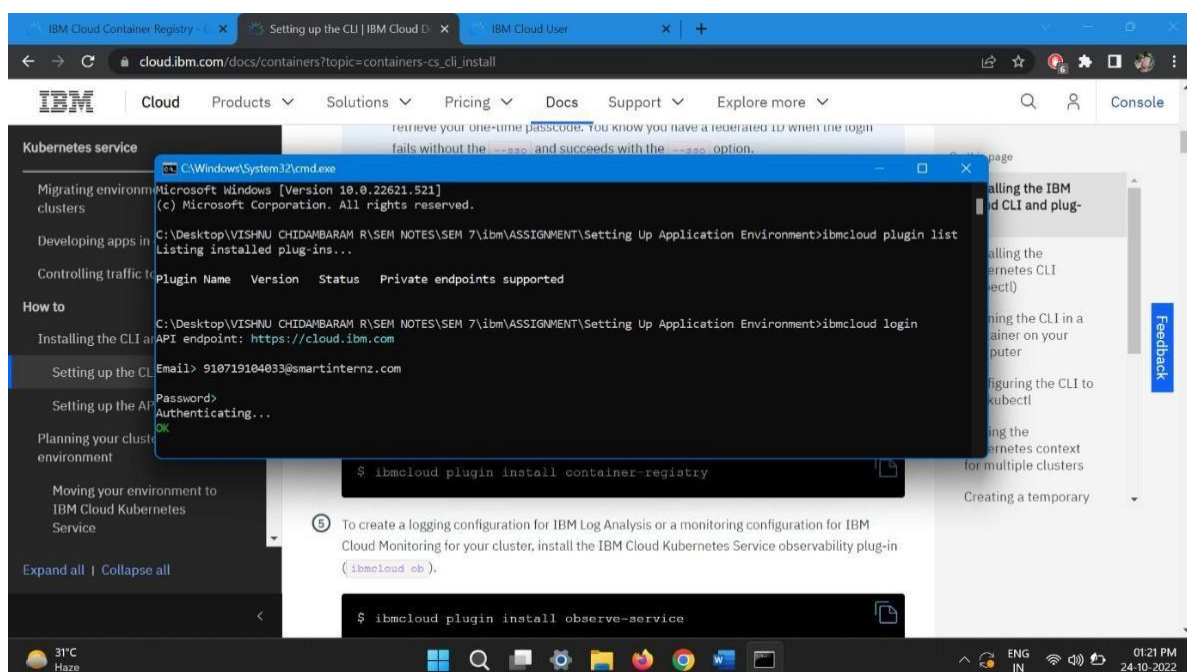 IBM Cloud Container Registry -
Setting up the CLI | IBM Cloud D
IBM Cloud User
cloud.ibm.com/docs/containers?topic=containers-cs_cli_install
IBM Cloud Products Solutions Pricing Docs Support Explore more Console
retrieve your one-time passcode. You know you have a federated ID when the login
fails without the --sso and succeeds with the --sso option.
Kubernetes service
Migrating environm
clusters
Developing apps in
Controlling traffic to
How to
Installing the CLI a
Setting up the CL
Setting up the AP
Planning your cluste
environment
Moving your environment to
IBM Cloud Kubernetes
Service
Expand all | Collapse all
C:\Windows\System32\cmd.exe
Microsoft Windows [Version 10.0.22621.521]
(c) Microsoft Corporation. All rights reserved.
C:\Desktop\VISHNU CHIDAMBARAM R\SEM NOTES\SEM 7\ibm\ASSIGNMENT\Setting Up Application Environment>ibmcloud plugin list
Listing installed plug-ins...
Plugin Name Version Status Private endpoints supported
C:\Desktop\VISHNU CHIDAMBARAM R\SEM NOTES\SEM 7\ibm\ASSIGNMENT\Setting Up Application Environment>ibmcloud login
API endpoint: https://cloud.ibm.com
Email> 910719104033@smartinternz.com
Password>
Authenticating...
OK
$ ibmcloud plugin install container-registry
5 To create a logging configuration for IBM Log Analysis or a monitoring configuration for IBM
Cloud Monitoring for your cluster, install the IBM Cloud Kubernetes Service observability plug-in
( ibmcloud ob ).
$ ibmcloud plugin install observe-service
page
alling the IBM
d CLI and plug-
alling the
ernetes CLI
ectl)
ning the CLI in a
ainer on your
puter
figuring the CLI to
kubectl
ing the
ernetes context
for multiple clusters
Creating a temporary
Feedback
31°C
Haze
ENG
IN
01:21 PM
24-10-2022